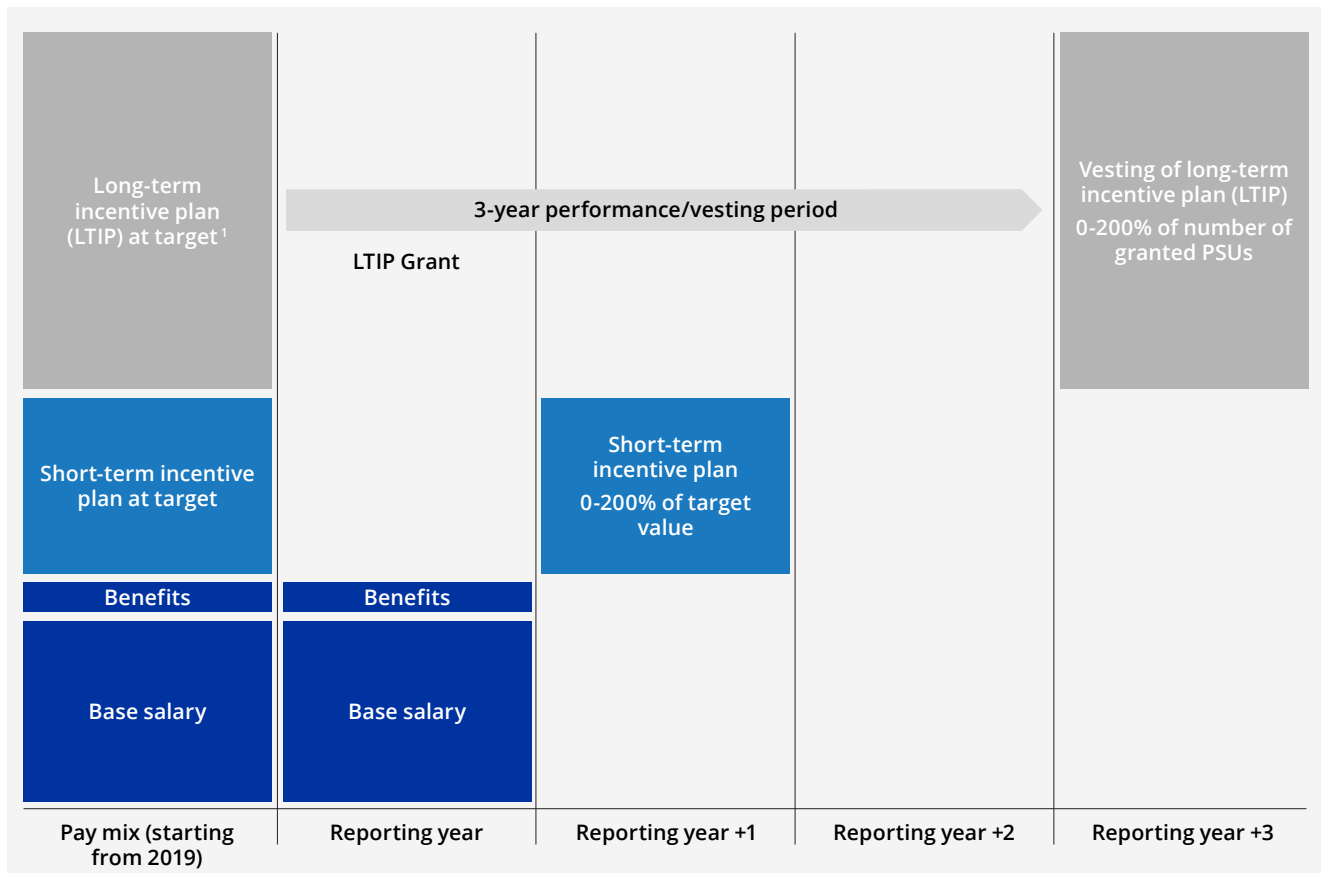 Long-term
incentive plan
(LTIP) at target ¹
3-year performance/vesting period
LTIP Grant
Vesting of long-term
incentive plan (LTIP)
0-200% of number of
granted PSUs
Short-term incentive
plan at target
Short-term
incentive plan
0-200% of target
value
Benefits
Benefits
Base salary
Base salary
Pay mix (starting
from 2019)
Reporting year
Reporting year +1
Reporting year +2
Reporting year +3